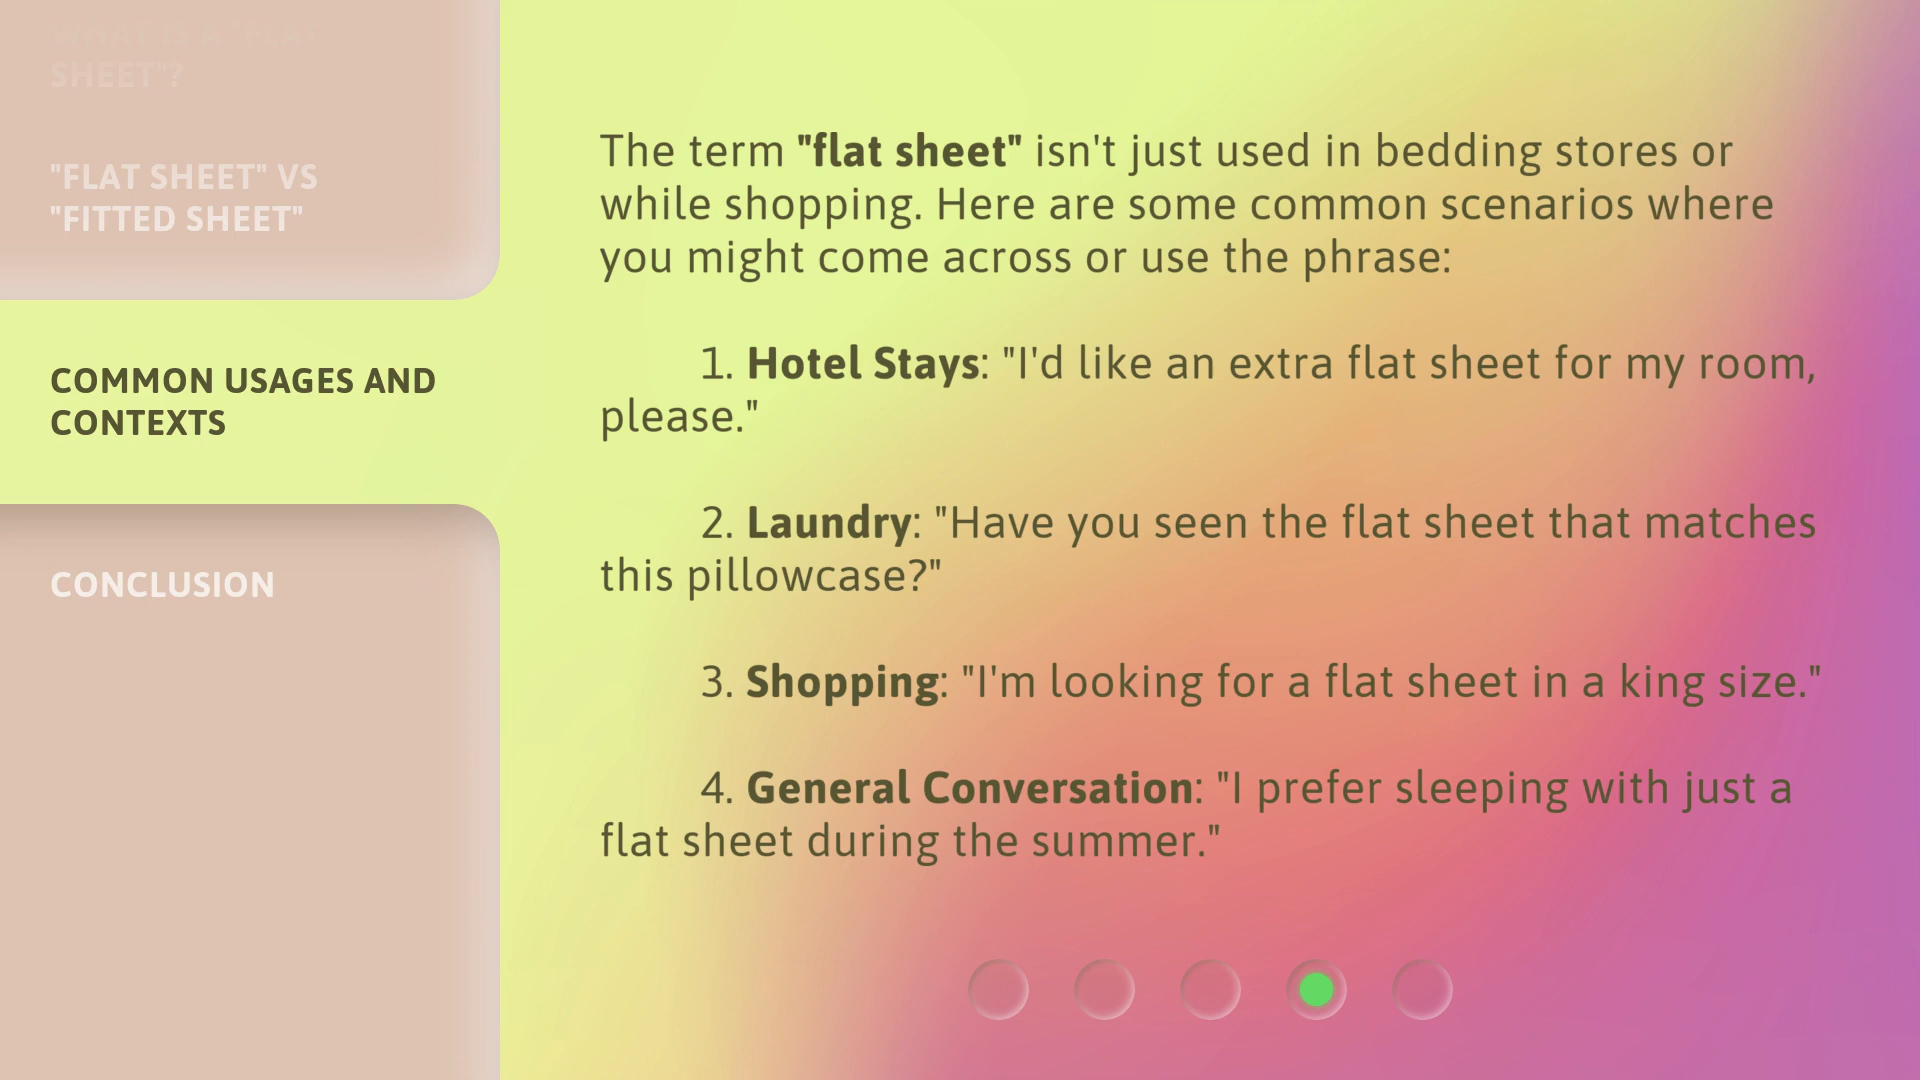 WHAT IS A "FLAT
SHEET"?
"FLAT SHEET" VS
"FITTED SHEET"
COMMON USAGES AND
CONTEXTS
CONCLUSION
The term "flat sheet" isn't just used in bedding stores or
while shopping. Here are some common scenarios where
you might come across or use the phrase:
1. Hotel Stays: "I'd like an extra flat sheet for my room,
please."
2. Laundry: "Have you seen the flat sheet that matches
this pillowcase?"
3. Shopping: "I'm looking for a flat sheet in a king size."
4. General Conversation: "I prefer sleeping with just a
flat sheet during the summer."